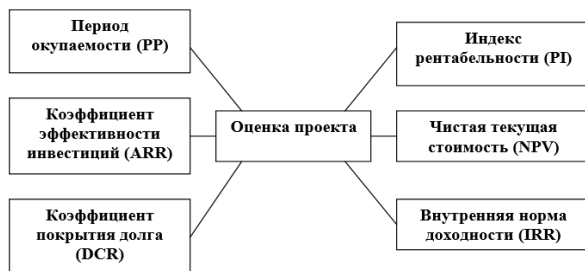 Период
окупаемости (PP)
Коэффициент
эффективности
инвестиций (ARR)
Коэффициент
покрытия долга
(DCR)
Оценка проекта
Индекс
рентабельности (PI)
Чистая текущая
стоимость (NPV)
Внутренняя норма
доходности (IRR)